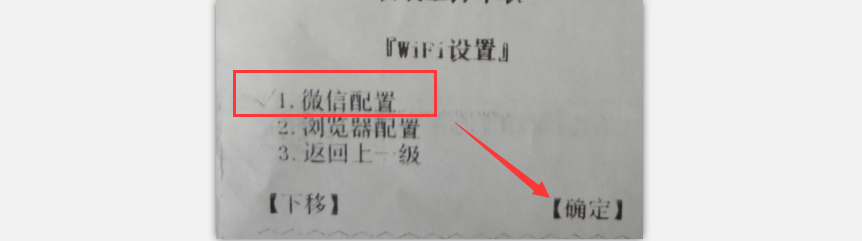 『WiFi设置』
√1.微信配置
2.浏览器配置
3.返回上一级
【下移】 【确定】